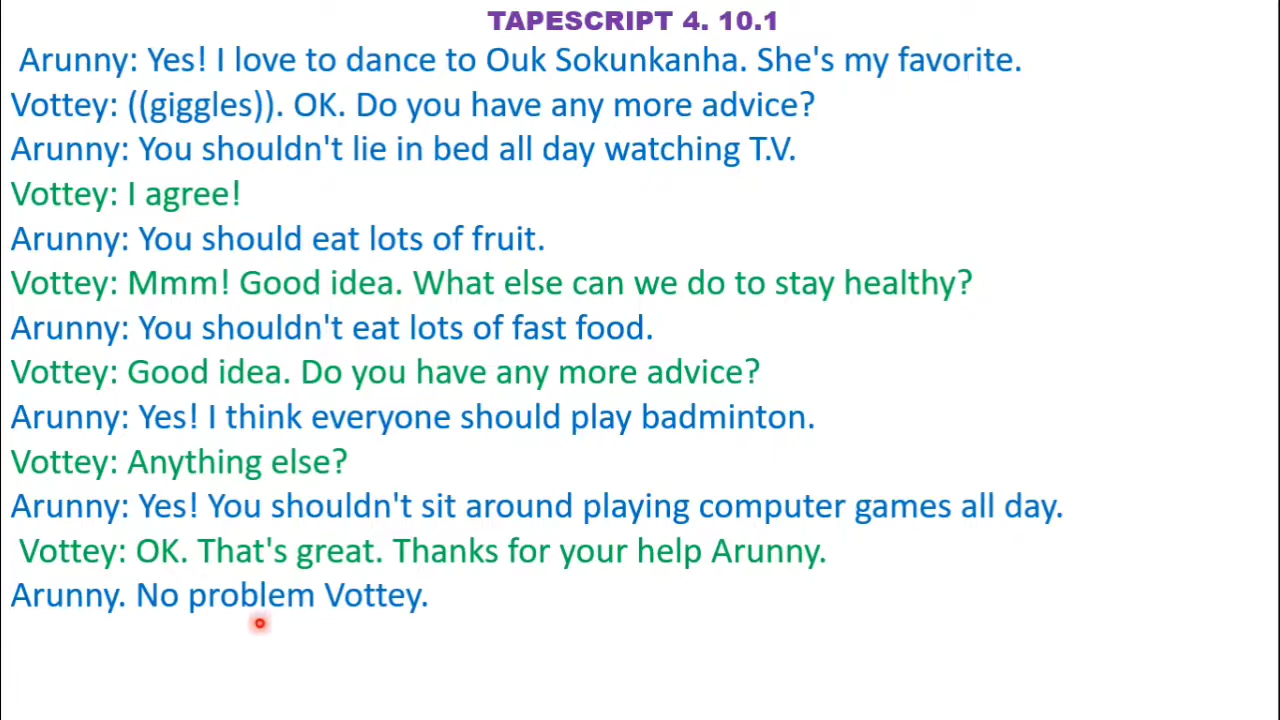 TAPESCRIPT 4. 10.1
Arunny: Yes! I love to dance to Ouk Sokunkanha. She's my favorite.
Vottey: ((giggles)). OK. Do you have any more advice?
Arunny: You shouldn't lie in bed all day watching T.V.
Vottey: I agree!
Arunny: You should eat lots of fruit.
Vottey: Mmm! Good idea. What else can we do to stay healthy?
Arunny: You shouldn't eat lots of fast food.
Vottey: Good idea. Do you have any more advice?
Arunny: Yes! I think everyone should play badminton.
Vottey: Anything else?
Arunny: Yes! You shouldn't sit around playing computer games all day.
Vottey: OK. That's great. Thanks for your help Arunny.
Arunny. No problem Vottey.